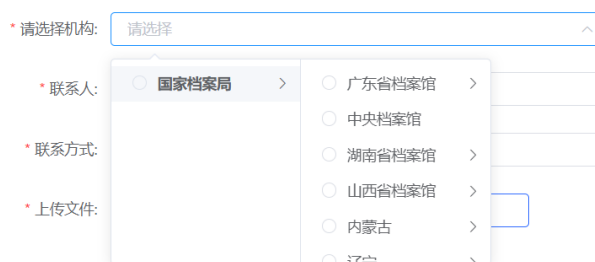 * 请选择机构:
请选择
国家档案局
广东省档案馆
* 联系人:
中央档案馆
* 联系方式:
湖南省档案馆
山西省档案馆
* 上传文件:
内蒙古
辽宁